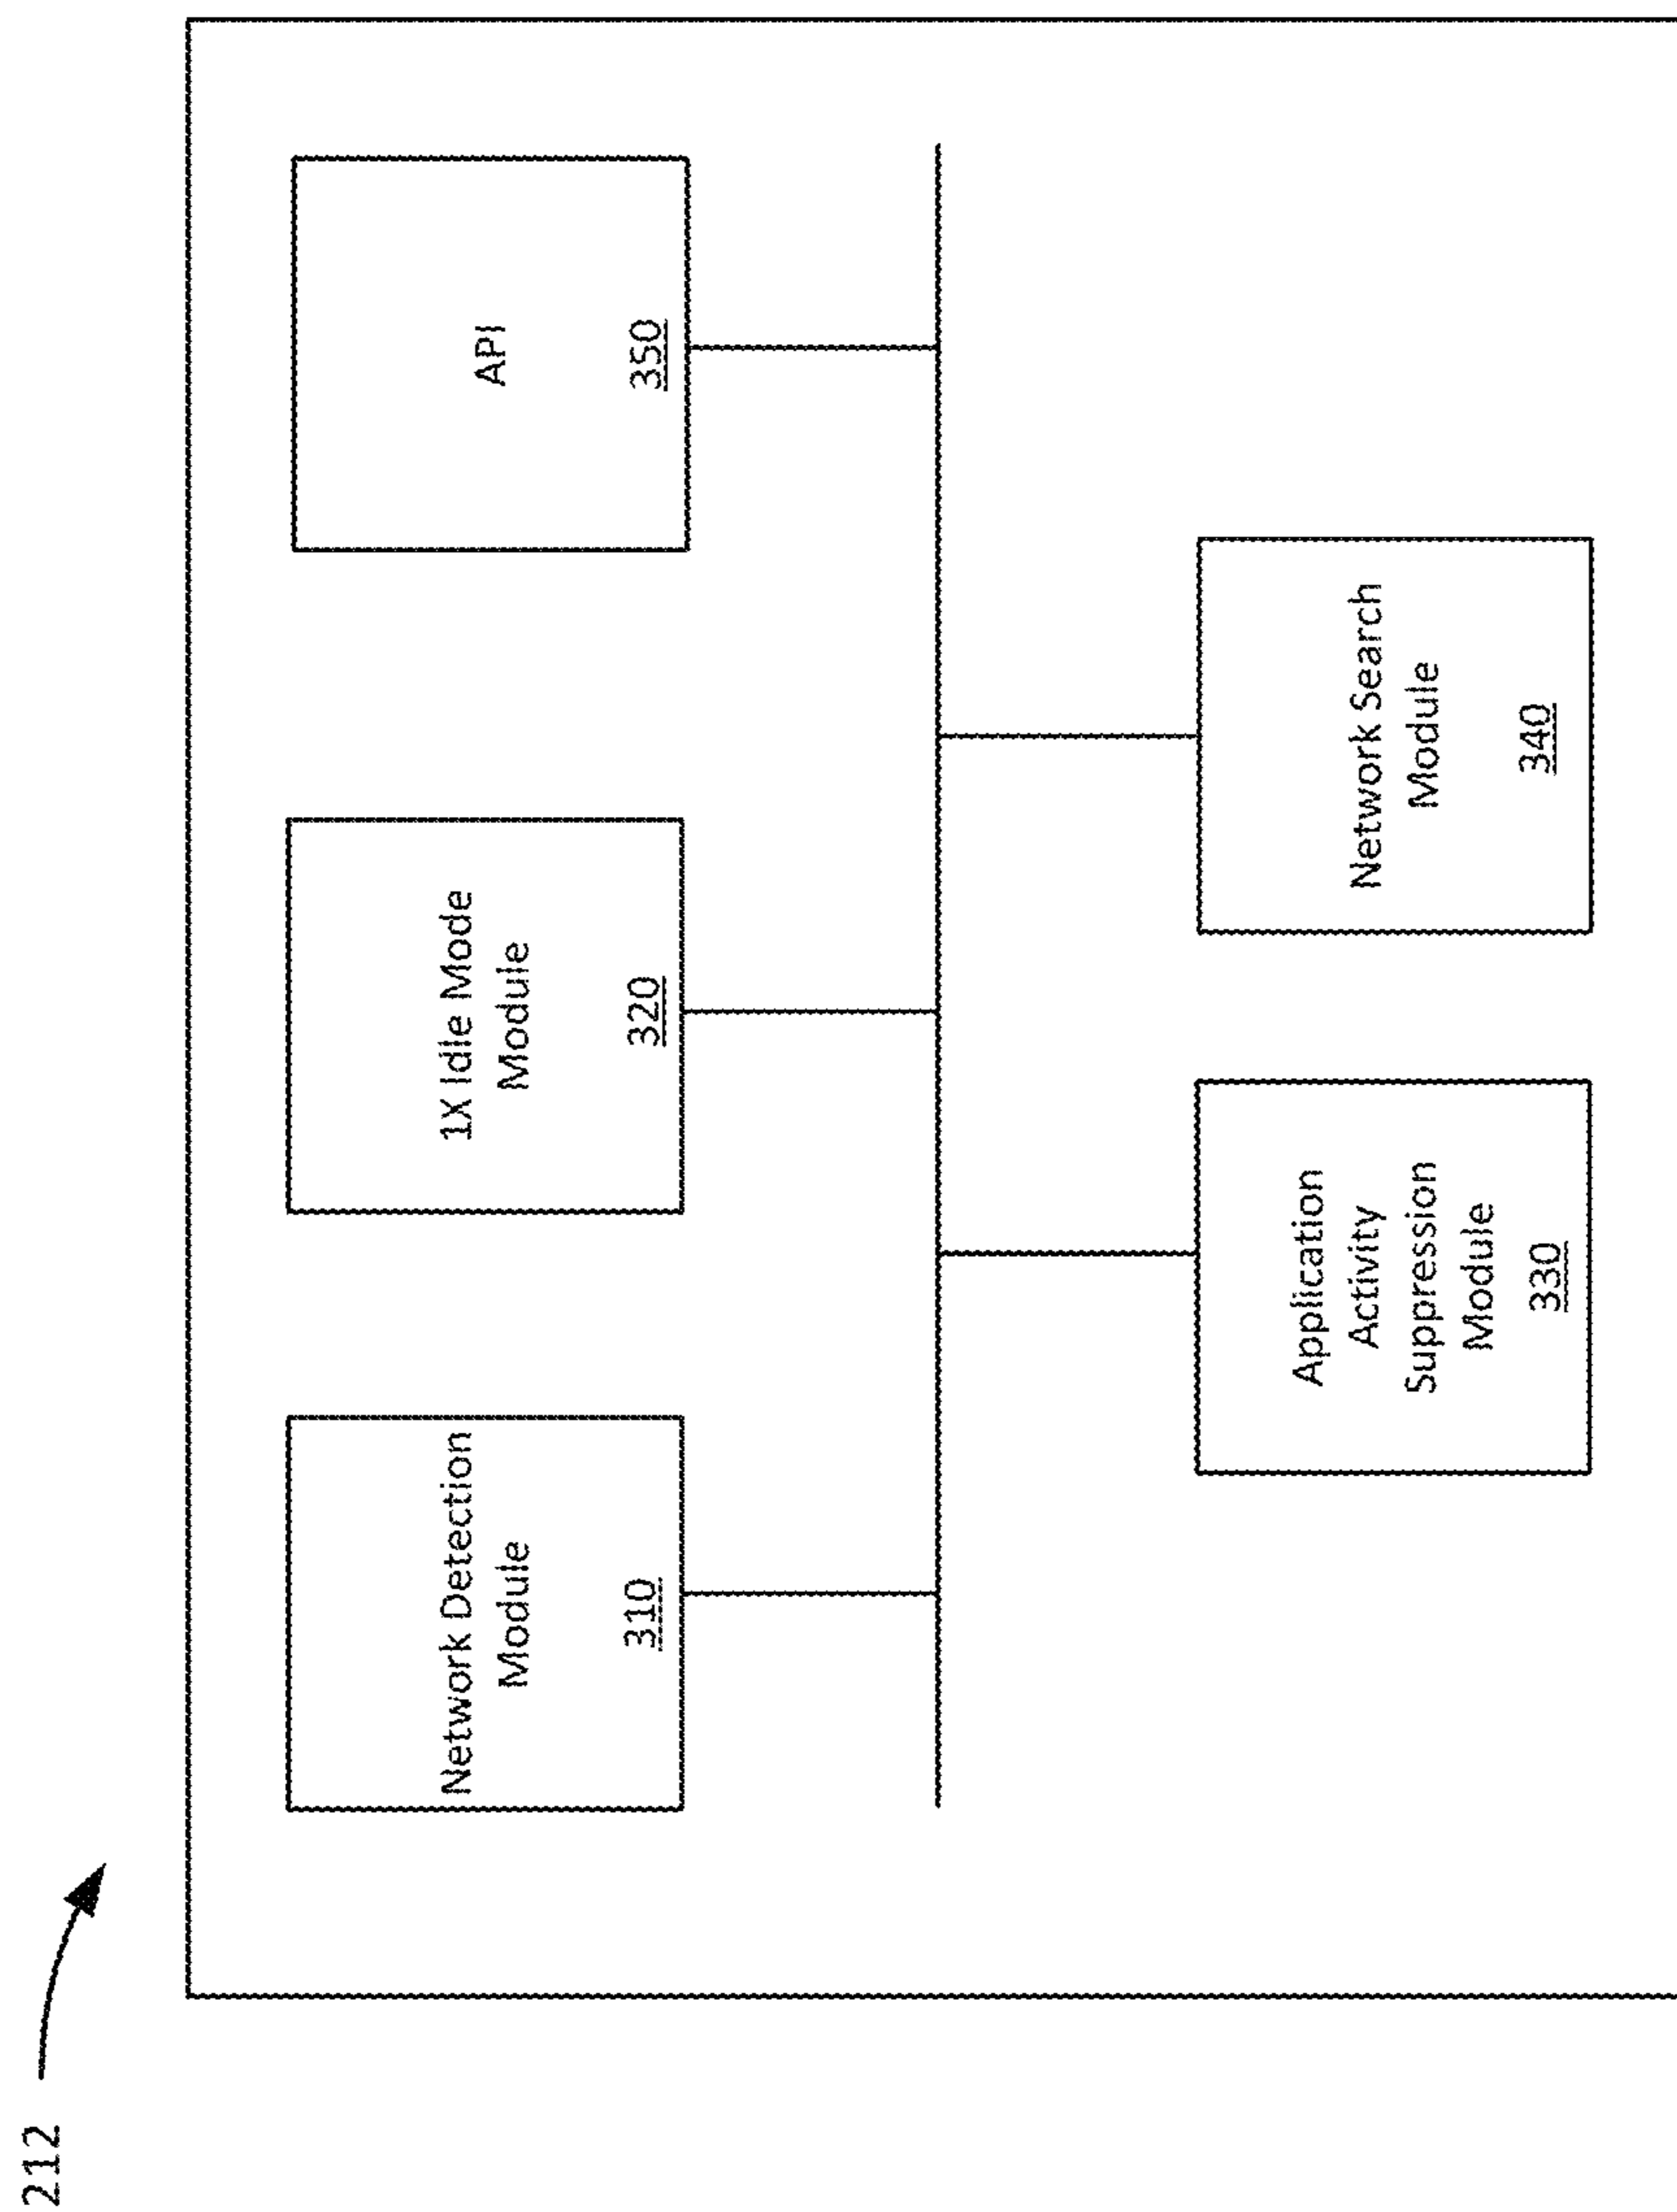 212
Network Detection
Module
310
1X Idle Mode
Module
320
API
350
Application
Activity
Suppression
Module
330
Network Search
Module
340